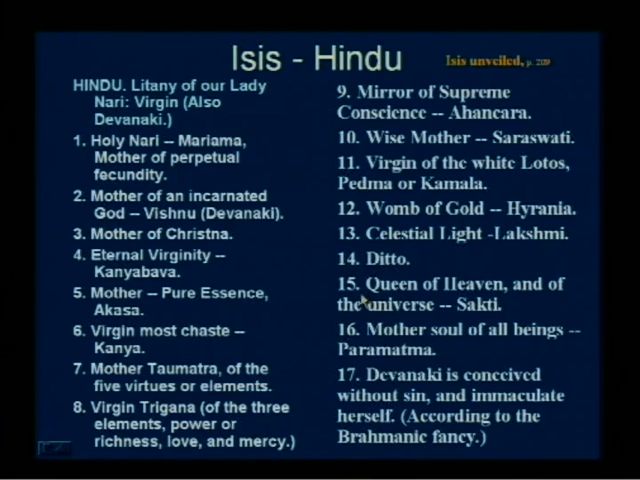 Isis - Hindu
Isis unveiled, p. 209
HINDU. Litany of our Lady
Nari: Virgin (Also
Devanaki.)
1. Holy Nari -- Mariama,
Mother of perpetual
fecundity.
2. Mother of an incarnated
God -- Vishnu (Devanaki).
3. Mother of Christna.
4. Eternal Virginity --
Kanyabava.
5. Mother -- Pure Essence,
Akasa.
6. Virgin most chaste --
Kanya.
7. Mother Taumatra, of the
five virtues or elements.
8. Virgin Trigana (of the three
elements, power or
richness, love, and mercy.)
9. Mirror of Supreme
Conscience -- Ahancara.
10. Wise Mother -- Saraswati.
11. Virgin of the white Lotos,
Pedma or Kamala.
12. Womb of Gold -- Hyrania.
13. Celestial Light -Lakshmi.
14. Ditto.
15. Queen of Heaven, and of
the universe -- Sakti.
16. Mother soul of all beings --
Paramatma.
17. Devanaki is conceived
without sin, and immaculate
herself. (According to the
Brahmanic fancy.)